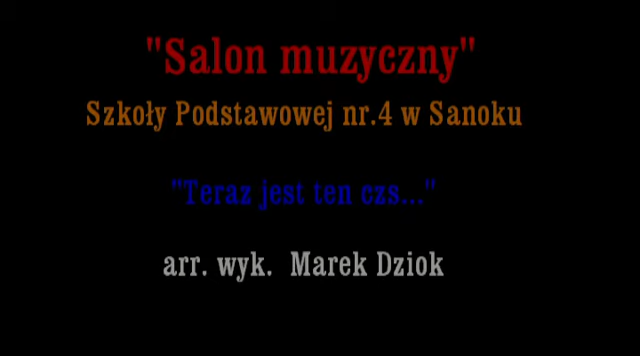 "Salon muzyczny"
Szkoły Podstawowej nr.4 w Sanoku
"Teraz jest ten czs..."
arr. wyk. Marek Dziok